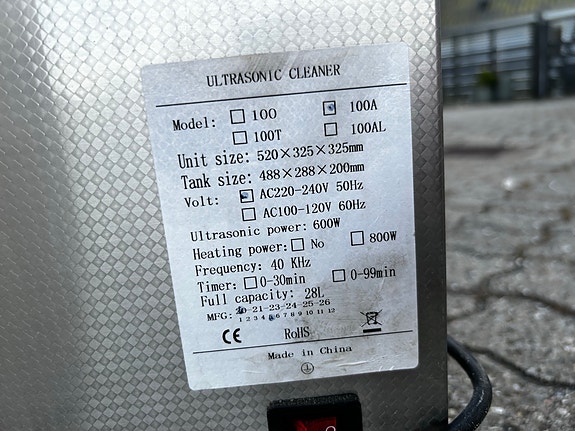 ULTRASONIC CLEANER
Model: ☐ 100 ☑ 100A
☐ 100T ☐ 100AL
Unit size: 520×325×325mm
Tank size: 488×288×200mm
Volt: ☑ AC220-240V 50Hz
☐ AC100-120V 60Hz
Ultrasonic power: 600W
Heating power: ☐ No ☐ 800W
Frequency: 40 KHz
Timer: ☐ 0-30min ☐ 0-99min
Full capacity: 28L
MFG: 20-21-23-24-25-26
1 2 3 4 5 6 7 8 9 10 11 12
CE RoHS
Made in China